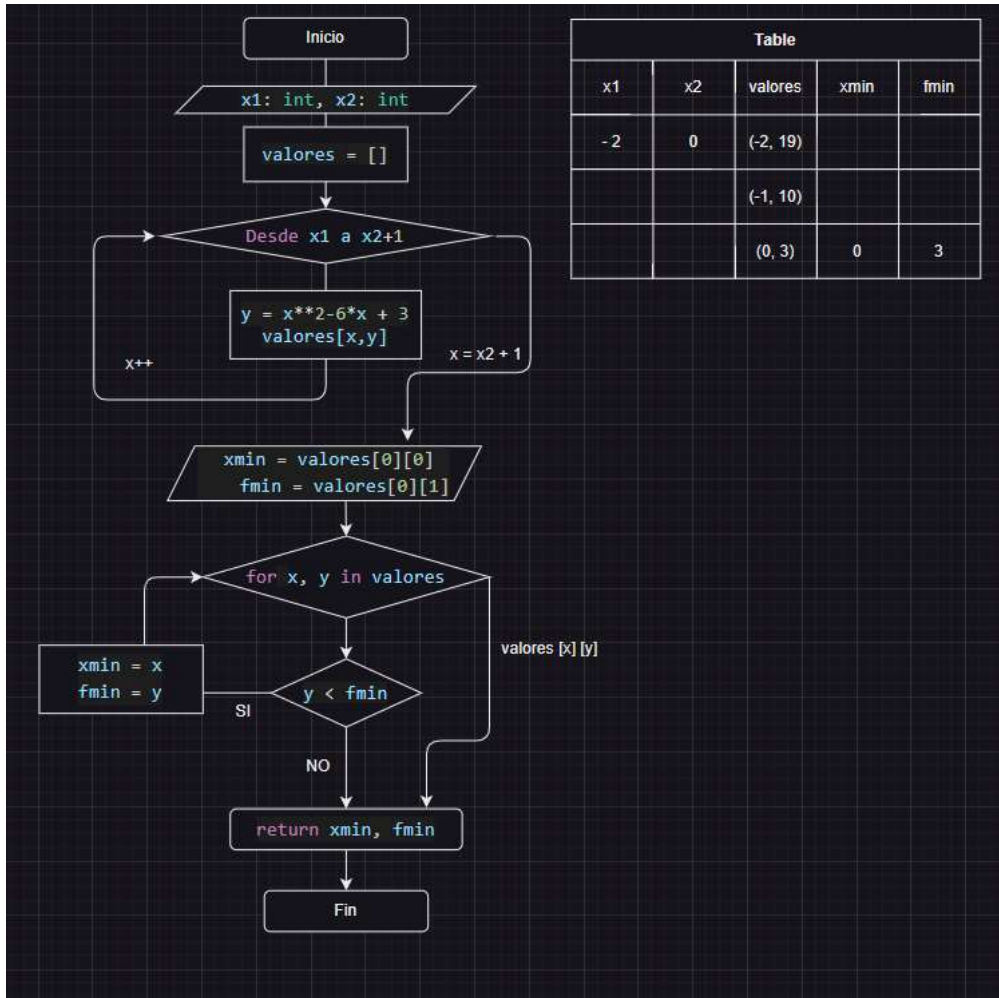 Inicio
x1: int, x2: int
valores = []
Desde x1 a x2+1
y = x**2-6*x + 3
valores[x,y]
x++
x = x2 + 1
xmin = valores[0][0]
fmin = valores[0][1]
for x, y in valores
valores [x] [y]
xmin = x
fmin = y
y < fmin
SI
NO
return xmin, fmin
Fin
Table
x1 x2 valores xmin fmin
- 2 0 (-2, 19)
(-1, 10)
(0, 3) 0 3